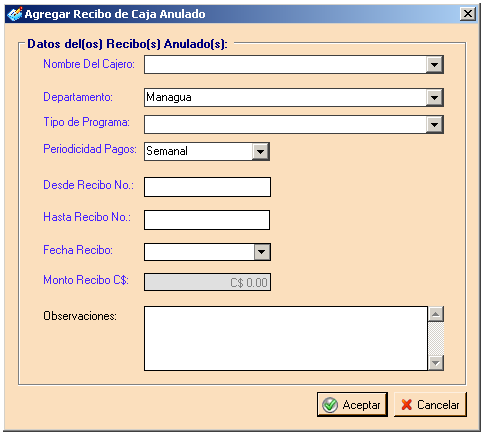 Agregar Recibo de Caja Anulado
Datos del(os) Recibo(s) Anulado(s):
Nombre Del Cajero:
Departamento: Managua
Tipo de Programa:
Periodicidad Pagos: Semanal
Desde Recibo No.:
Hasta Recibo No.:
Fecha Recibo:
Monto Recibo C$: C$ 0.00
Observaciones:
Aceptar Cancelar